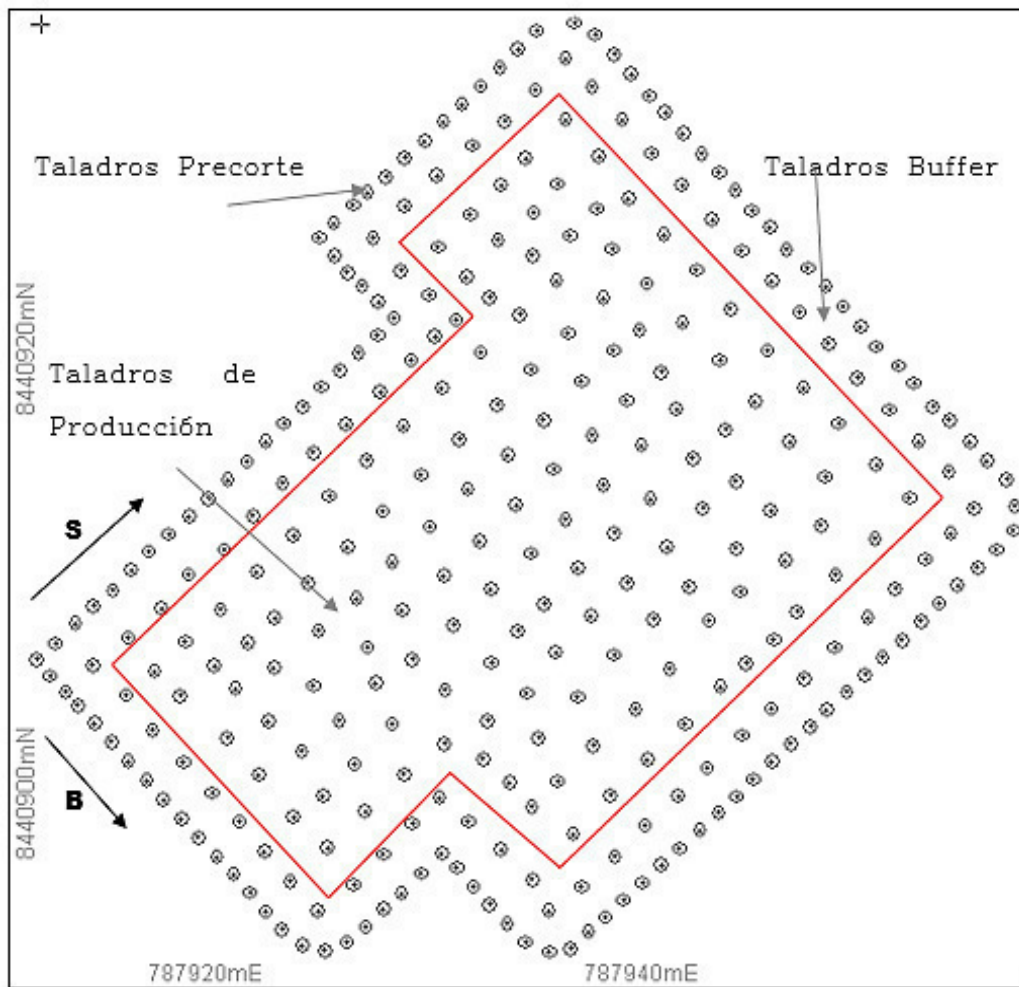 Taladros Precorte
Taladros Buffer
8440920mN
Taladros de
Producción
S
8440900mN
B
787920mE
787940mE